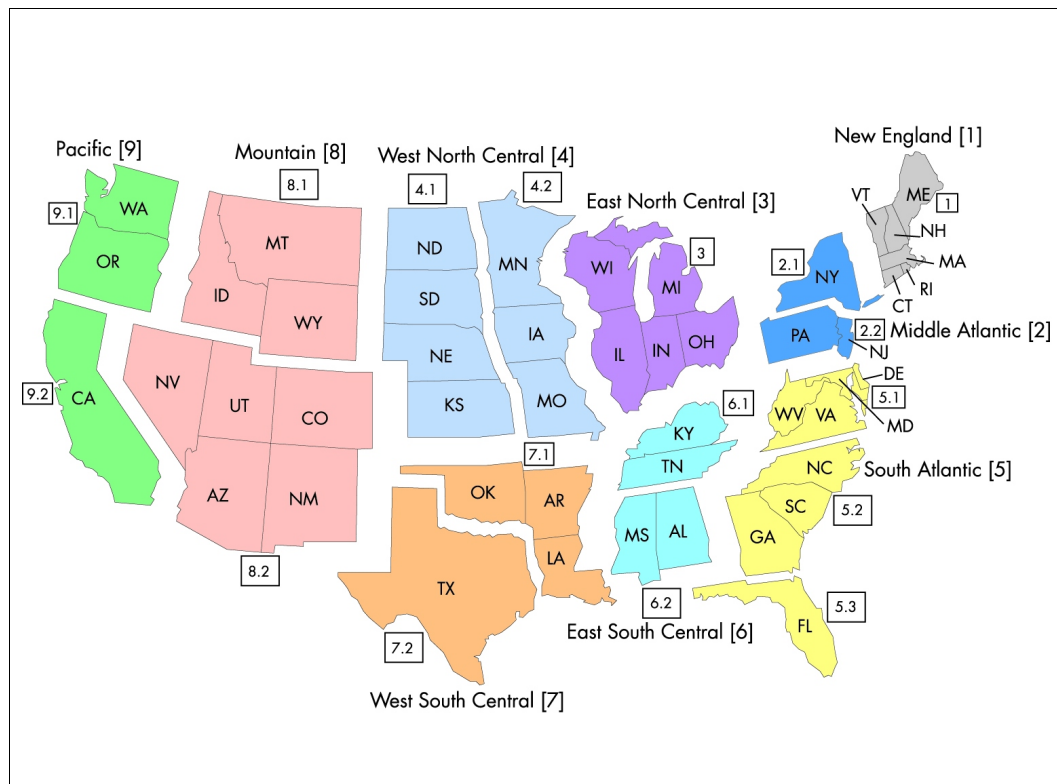 New England [1]
Pacific [9]
Mountain [8]
West North Central [4]
8.1
4.1
4.2
East North Central [3]
VT
ME
1
NH
MA
RI
CT
9.1
WA
OR
MT
ID
WY
ND
SD
NE
KS
MN
IA
MO
WI
3
MI
IL
IN
OH
2.1
NY
PA
2.2
Middle Atlantic [2]
NJ
9.2
CA
NV
UT
CO
AZ
NM
8.2
DE
5.1
WV
VA
MD
6.1
KY
TN
MS
AL
6.2
East South Central [6]
7.1
OK
AR
LA
TX
7.2
West South Central [7]
NC
South Atlantic [5]
SC
5.2
GA
5.3
FL